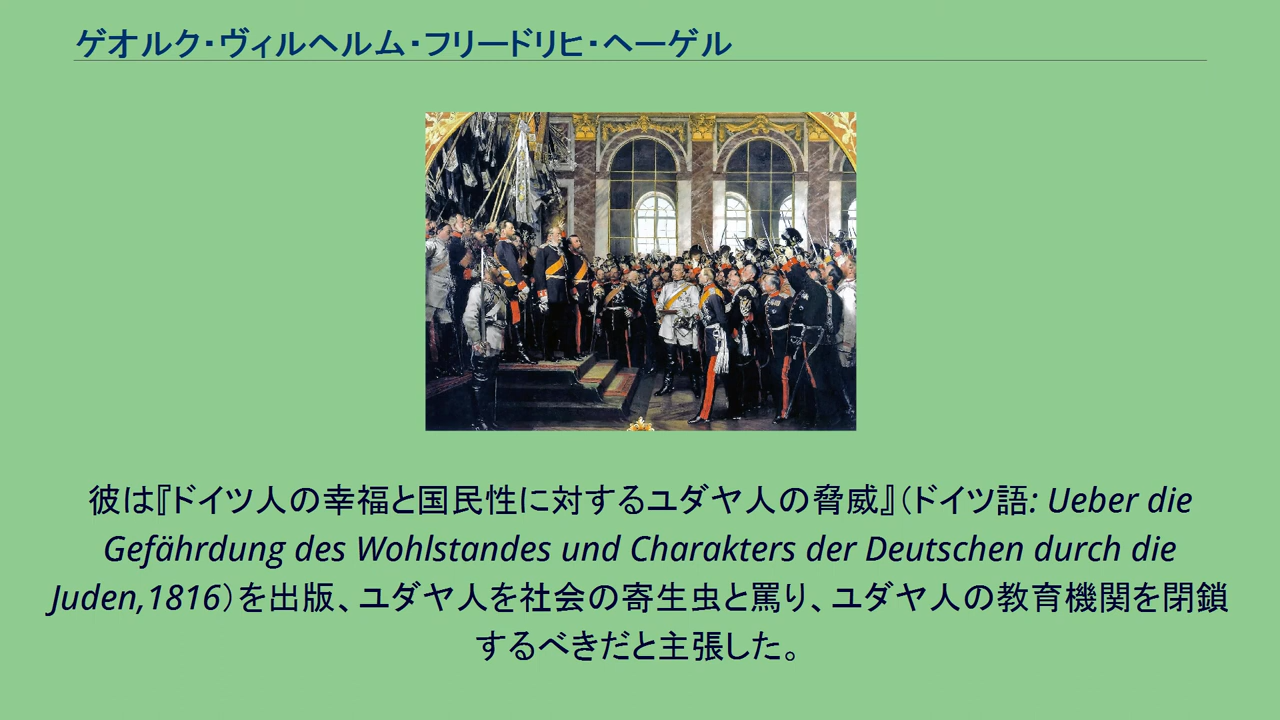 ゲオルク・ヴィルヘルム・フリードリヒ・ヘーゲル
彼は『ドイツ人の幸福と国民性に対するユダヤ人の脅威』（ドイツ語: Ueber die
Gefährdung des Wohlstandes und Charakters der Deutschen durch die
Juden,1816）を出版、ユダヤ人を社会の寄生虫と罵り、ユダヤ人の教育機関を閉鎖
するべきだと主張した。